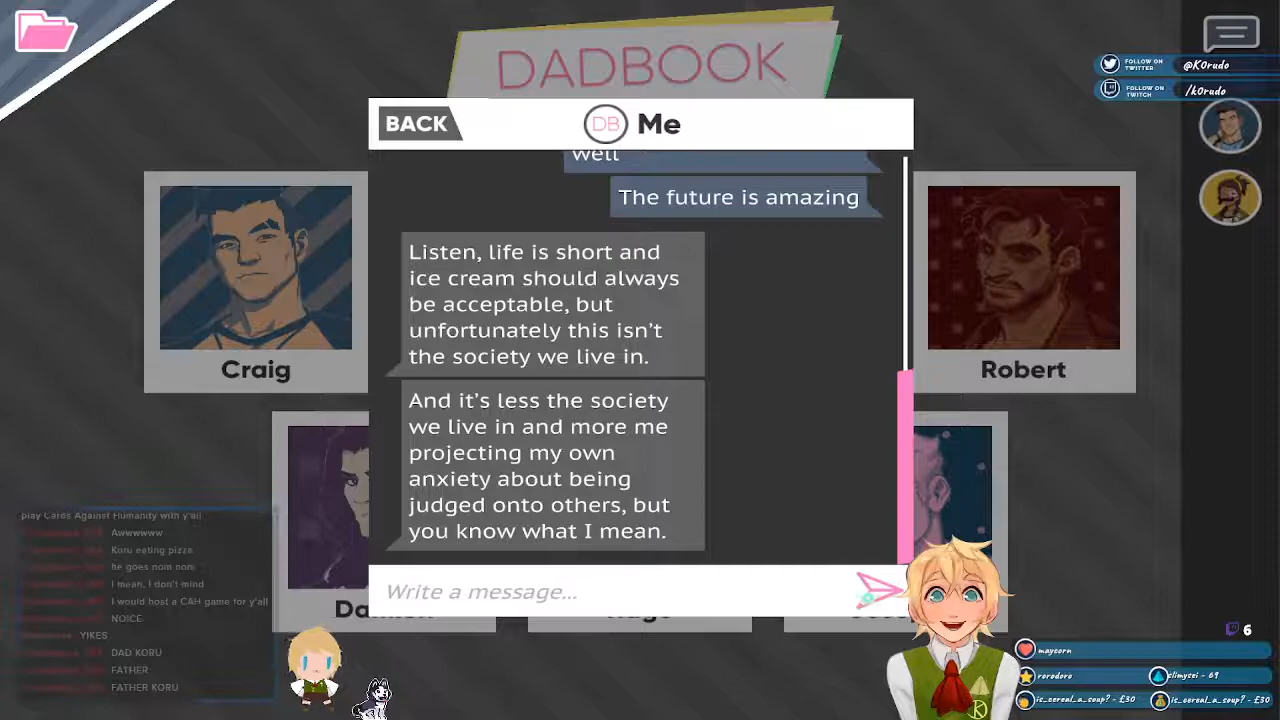 DADBOOK
FOLLOW ON TWITTER @K0rudo
FOLLOW ON TWITCH /k0rudo
BACK
DB Me
well
The future is amazing
Listen, life is short and
ice cream should always
be acceptable, but
unfortunately this isn't
the society we live in.
And it's less the society
we live in and more me
projecting my own
anxiety about being
judged onto others, but
you know what I mean.
Write a message...
Craig
Robert
play Cards Against Humanity with y'all
Awwwwww
Koru eating pizza
he goes nom nom
I mean, I don't mind
I would host a CAH game for y'all
NOICE
YIKES
DAD KORU
FATHER
FATHER KORU
6
maycorn
rorodoro
slimysei - 69
is_cereal_a_soup? - £30
is_cereal_a_soup? - £30